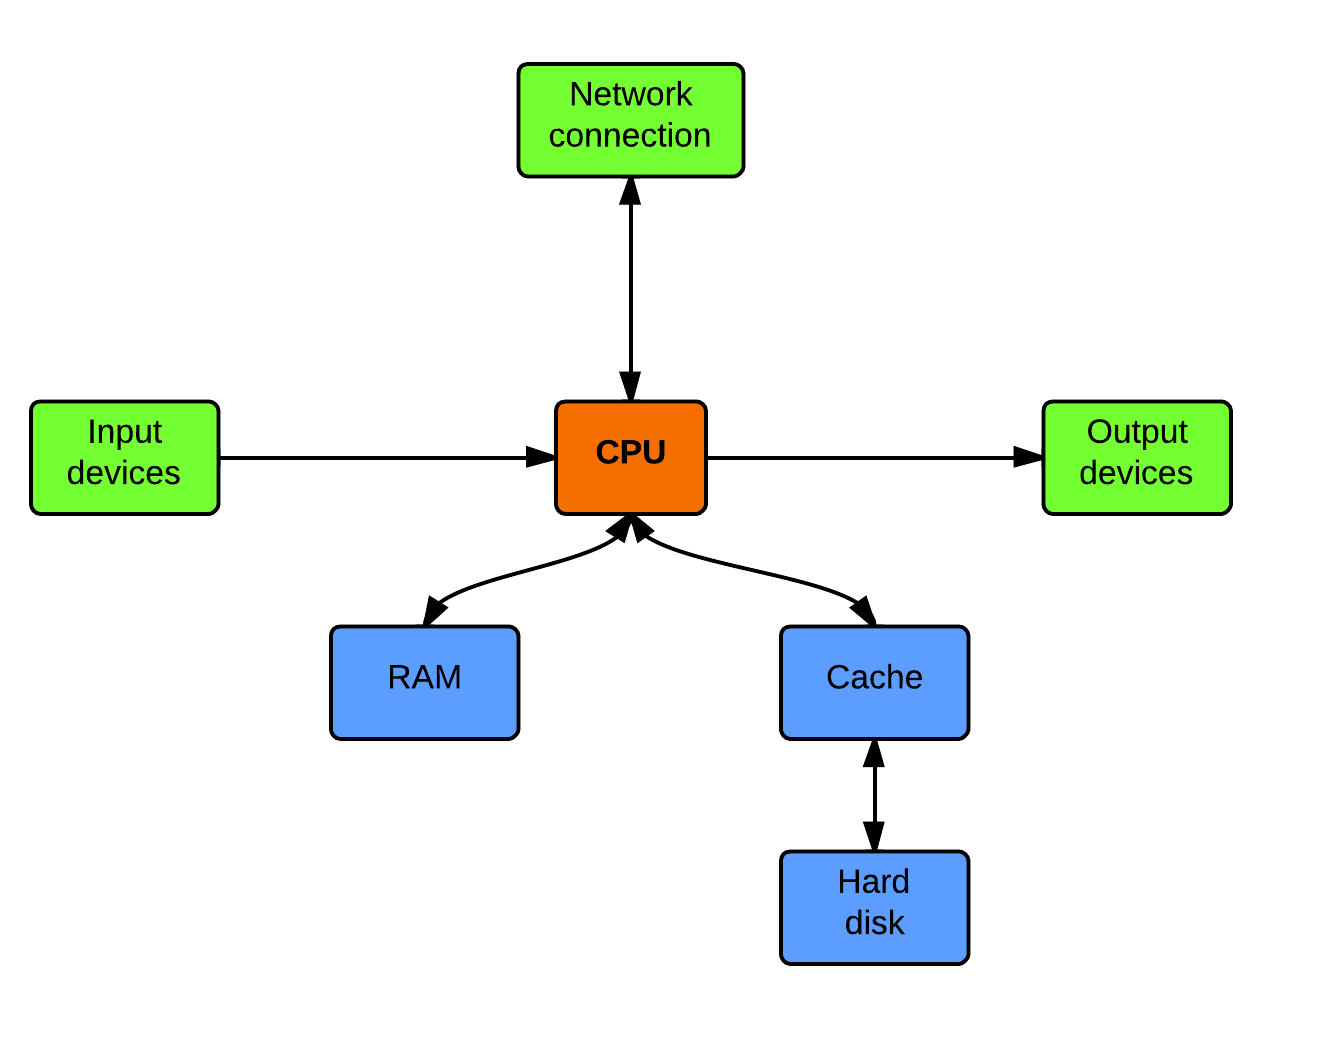 Network
connection
Input
devices
CPU
Output
devices
RAM
Cache
Hard
disk